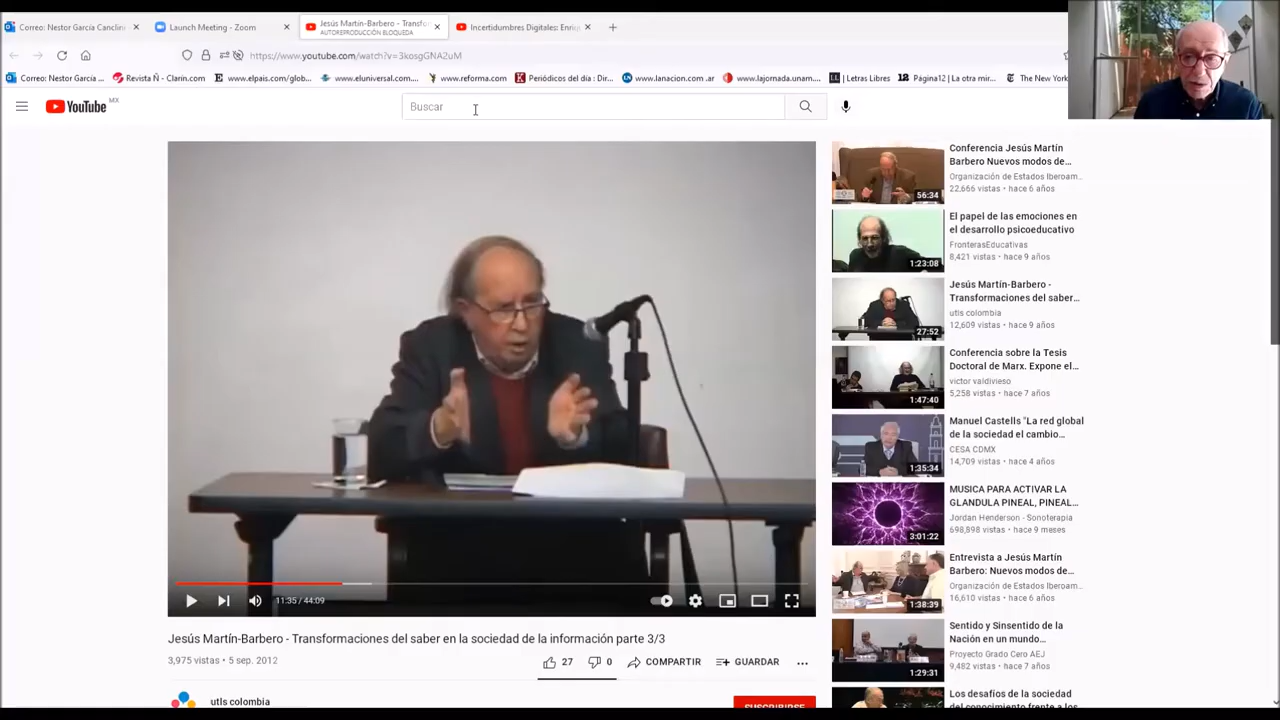 Correo: Nestor García Canclin
Launch Meeting - Zoom
Jesús Martín-Barbero - Transfo
AUTOREPRODUCCIÓN BLOQUEDA
Incertidumbres Digitales: Enriq
https://www.youtube.com/watch?v=3kosgGNA2uM
Correo: Nestor García ...
Revista Ñ - Clarín.com
www.elpais.com/glob...
www.eluniversal.com....
www.reforma.com
Periódicos del día : Dir...
www.lanacion.com.ar
www.lajornada.unam....
LL | Letras Libres
Página12 | La otra mir...
The New York
YouTube MX
Buscar
Conferencia Jesús Martín
Barbero Nuevos modos de...
Organización de Estados Iberoam...
22,666 vistas • hace 6 años
56:34
El papel de las emociones en
el desarrollo psicoeducativo
FronterasEducativas
8,421 vistas • hace 9 años
1:23:08
Jesús Martín-Barbero -
Transformaciones del saber...
utls colombia
12,609 vistas • hace 9 años
27:52
Conferencia sobre la Tesis
Doctoral de Marx. Expone el...
victor valdivieso
5,258 vistas • hace 7 años
1:47:40
Manuel Castells "La red global
de la sociedad el cambio...
CESA CDMX
14,709 vistas • hace 4 años
1:35:34
MUSICA PARA ACTIVAR LA
GLANDULA PINEAL, PINEAL...
Jordan Henderson - Sonoterapia
698,898 vistas • hace 9 meses
3:01:22
Entrevista a Jesús Martín
Barbero: Nuevos modos de...
Organización de Estados Iberoam...
16,610 vistas • hace 6 años
1:38:39
Sentido y Sinsentido de la
Nación en un mundo...
Proyecto Grado Cero AEJ
9,482 vistas • hace 7 años
1:29:31
Los desafíos de la sociedad
del conocimiento frente a los
11:35 / 44:09
Jesús Martín-Barbero - Transformaciones del saber en la sociedad de la información parte 3/3
3,975 vistas • 5 sep. 2012
27
0
COMPARTIR
GUARDAR
utls colombia
SUSCRIBIRSE